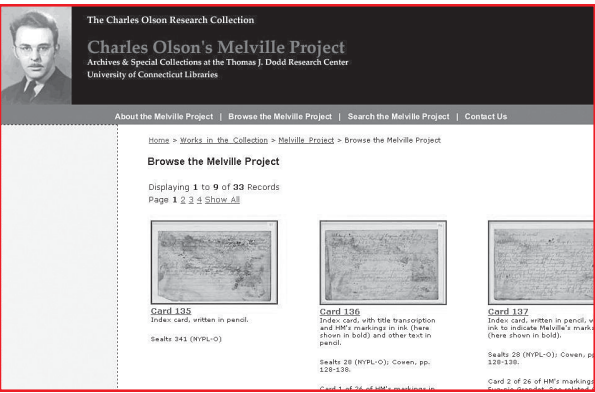 The Charles Olson Research Collection
Charles Olson's Melville Project
Archives & Special Collections at the Thomas J. Dodd Research Center
University of Connecticut Libraries
About the Melville Project | Browse the Melville Project | Search the Melville Project | Contact Us
Home > Works in the Collection > Melville Project > Browse the Melville Project
Browse the Melville Project
Displaying 1 to 9 of 33 Records
Page 1 2 3 4 Show All
Card 135
Index card, written in pencil.
Sealts 341 (NYPL-O)
Card 136
Index card, with title transcription
and HM's markings in ink (here
shown in bold) and other text in
pencil.
Sealts 28 (NYPL-O); Cowen, pp.
128-138.
Card 1 of 26 of HM's markings in
Card 137
Index card, written in pencil,
ink to indicate Melville's marks
(here shown in bold).
Sealts 28 (NYPL-O); Cowen,
128-138.
Card 2 of 26 of HM's markings